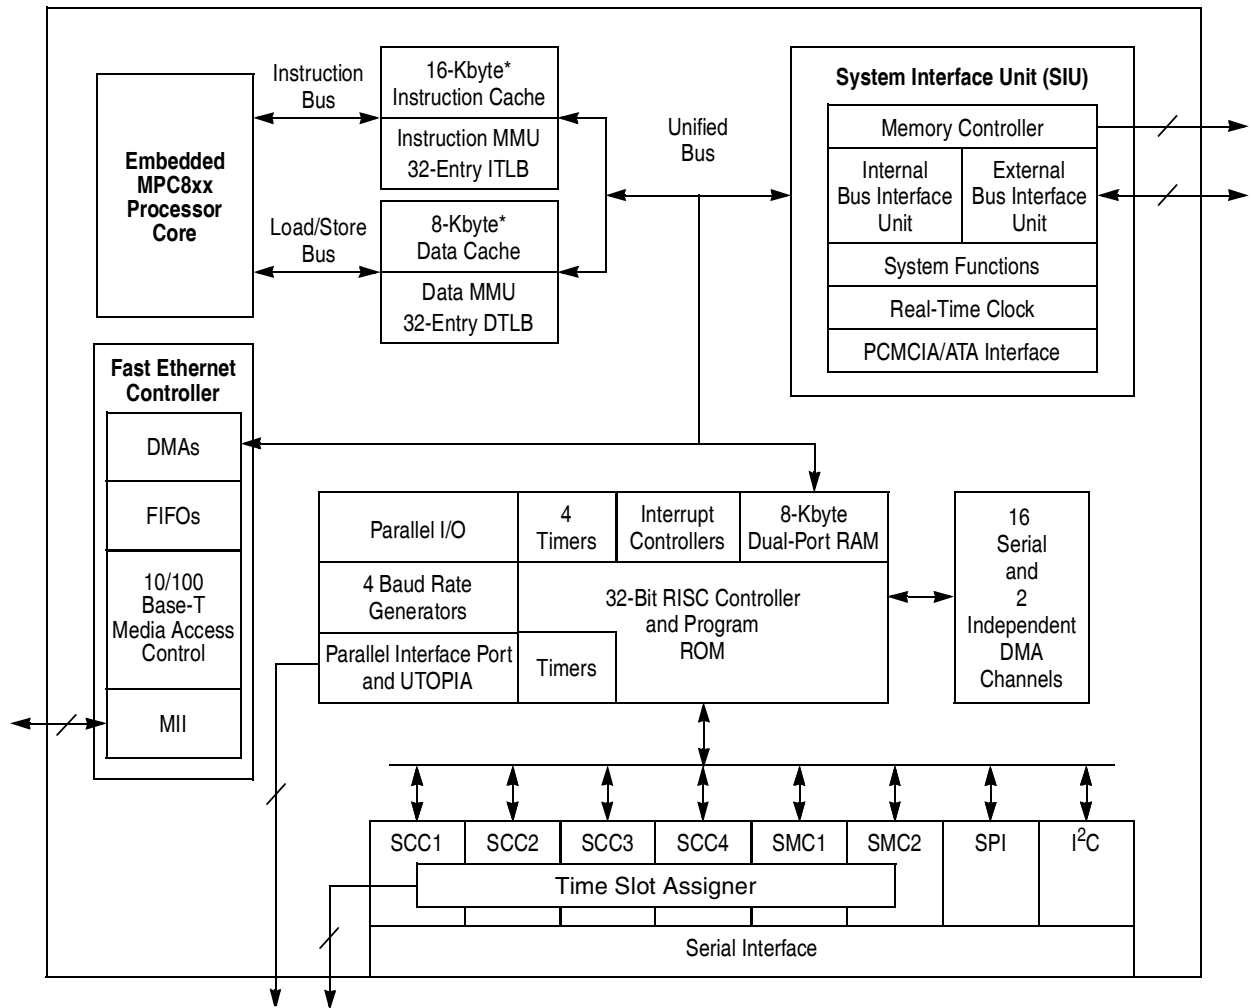 Embedded
MPC8xx
Processor
Core
Instruction
Bus
Load/Store
Bus
16-Kbyte*
Instruction Cache
Instruction MMU
32-Entry ITLB
8-Kbyte*
Data Cache
Data MMU
32-Entry DTLB
Unified
Bus
System Interface Unit (SIU)
Memory Controller
Internal
Bus Interface
Unit
External
Bus Interface
Unit
System Functions
Real-Time Clock
PCMCIA/ATA Interface
Fast Ethernet
Controller
DMAs
FIFOs
10/100
Base-T
Media Access
Control
MII
Parallel I/O
4
Timers
Interrupt
Controllers
8-Kbyte
Dual-Port RAM
4 Baud Rate
Generators
32-Bit RISC Controller
and Program
ROM
Parallel Interface Port
and UTOPIA
Timers
16
Serial
and
2
Independent
DMA
Channels
SCC1
SCC2
SCC3
SCC4
SMC1
SMC2
SPI
I²C
Time Slot Assigner
Serial Interface